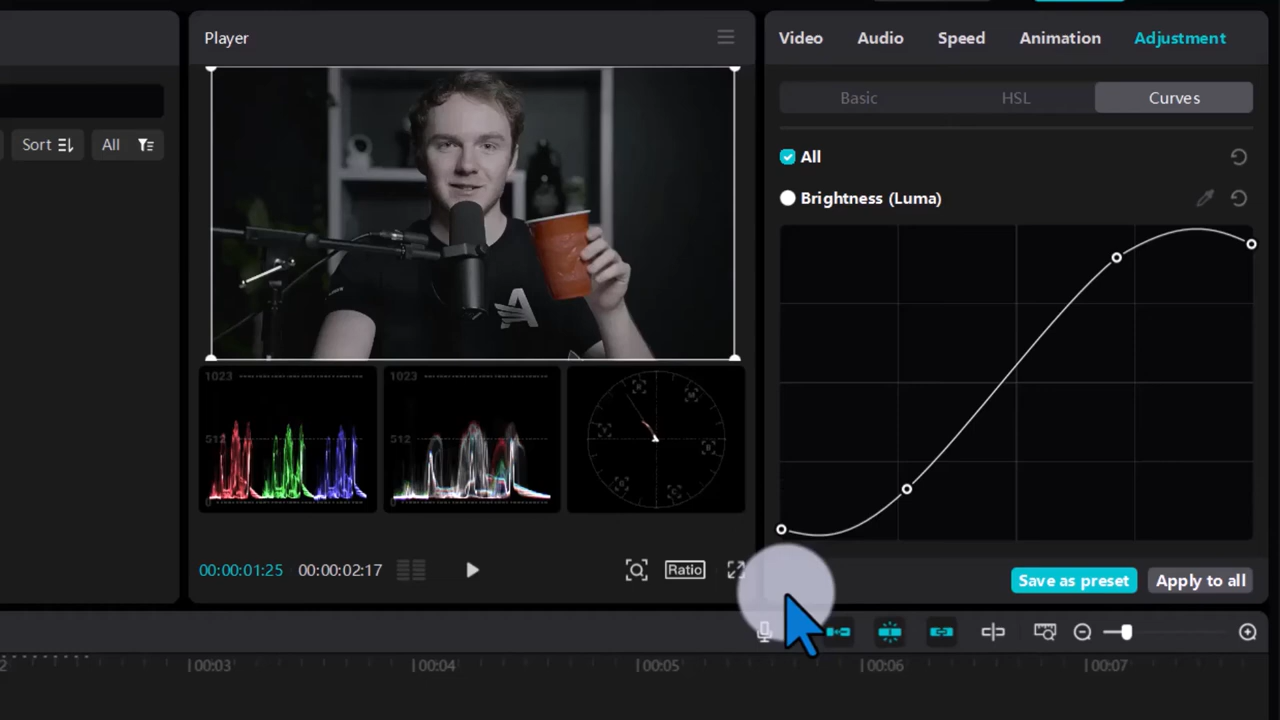 Player
Video Audio Speed Animation Adjustment
Basic HSL Curves
Sort All
All
Brightness (Luma)
1023
512
0
1023
512
0
00:00:01:25 00:00:02:17
Ratio
Save as preset Apply to all
00:03 00:04 00:05 00:06 00:07